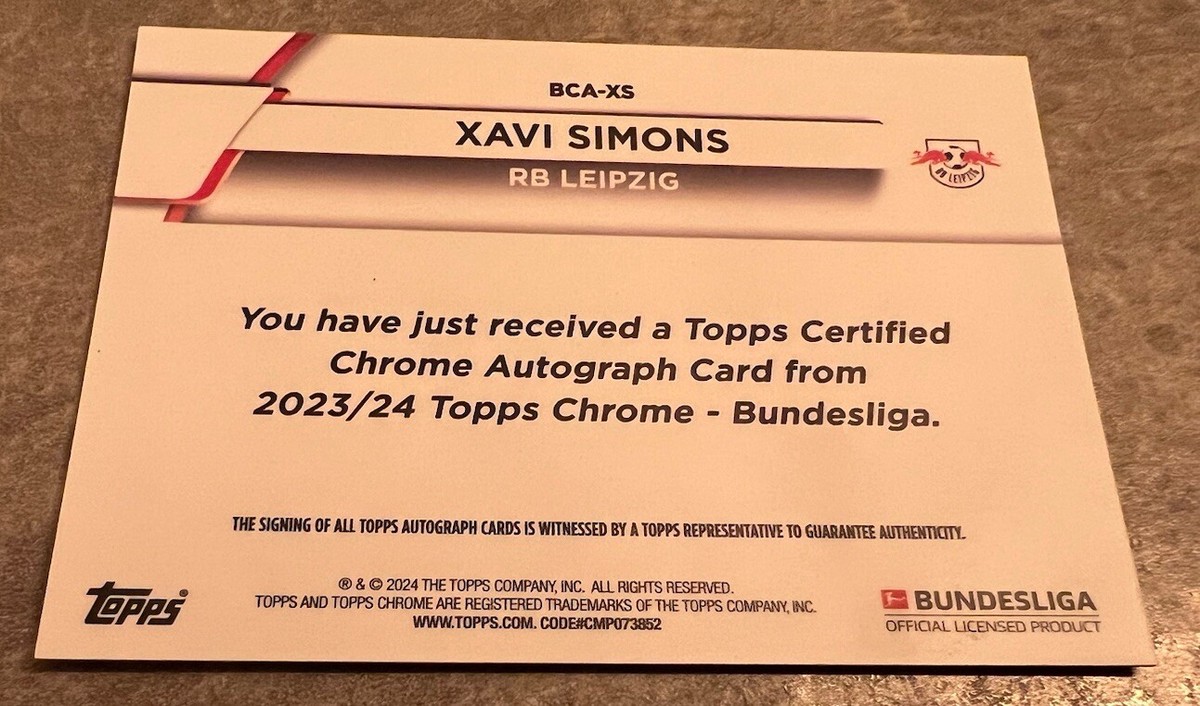 BCA-XS
XAVI SIMONS
RB LEIPZIG
RB LEIPZIG
You have just received a Topps Certified
Chrome Autograph Card from
2023/24 Topps Chrome - Bundesliga.
THE SIGNING OF ALL TOPPS AUTOGRAPH CARDS IS WITNESSED BY A TOPPS REPRESENTATIVE TO GUARANTEE AUTHENTICITY.
® & © 2024 THE TOPPS COMPANY, INC. ALL RIGHTS RESERVED.
TOPPS AND TOPPS CHROME ARE REGISTERED TRADEMARKS OF THE TOPPS COMPANY, INC.
WWW.TOPPS.COM. CODE#CMP073852
topps®
BUNDESLIGA
OFFICIAL LICENSED PRODUCT